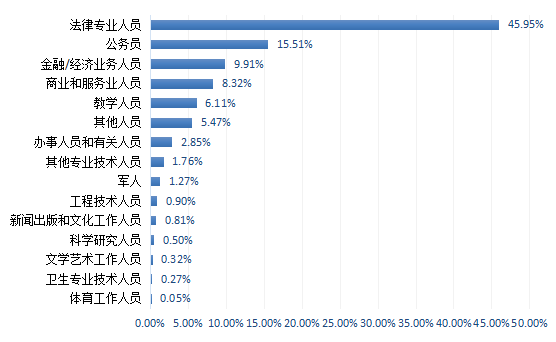 法律专业人员 45.95%
公务员 15.51%
金融/经济业务人员 9.91%
商业和服务业人员 8.32%
教学人员 6.11%
其他人员 5.47%
办事人员和有关人员 2.85%
其他专业技术人员 1.76%
军人 1.27%
工程技术人员 0.90%
新闻出版和文化工作人员 0.81%
科学研究人员 0.50%
文学艺术工作人员 0.32%
卫生专业技术人员 0.27%
体育工作人员 0.05%
0.00% 5.00% 10.00% 15.00% 20.00% 25.00% 30.00% 35.00% 40.00% 45.00% 50.00%